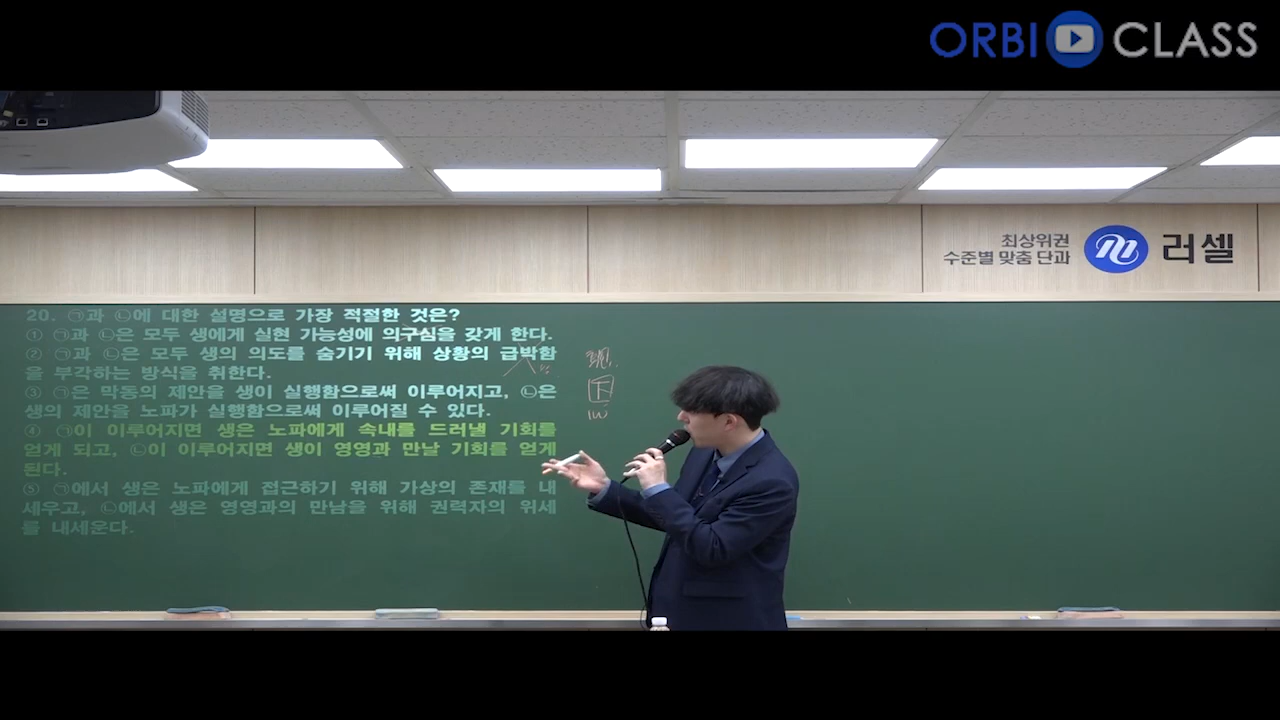 ORBI CLASS
최상위권
수준별 맞춤 단과
러셀
20. ㉠과 ㉡에 대한 설명으로 가장 적절한 것은?
① ㉠과 ㉡은 모두 생에게 실현 가능성에 의구심을 갖게 한다.
② ㉠과 ㉡은 모두 생의 의도를 숨기기 위해 상황의 급박함
을 부각하는 방식을 취한다.
③ ㉠은 막동의 제안을 생이 실행함으로써 이루어지고, ㉡은
생의 제안을 노파가 실행함으로써 이루어질 수 있다.
④ ㉠이 이루어지면 생은 노파에게 속내를 드러낼 기회를
얻게 되고, ㉡이 이루어지면 생이 영영과 만날 기회를 얻게
된다.
⑤ ㉠에서 생은 노파에게 접근하기 위해 가상의 존재를 내
세우고, ㉡에서 생은 영영과의 만남을 위해 권력자의 위세
를 내세운다.
下